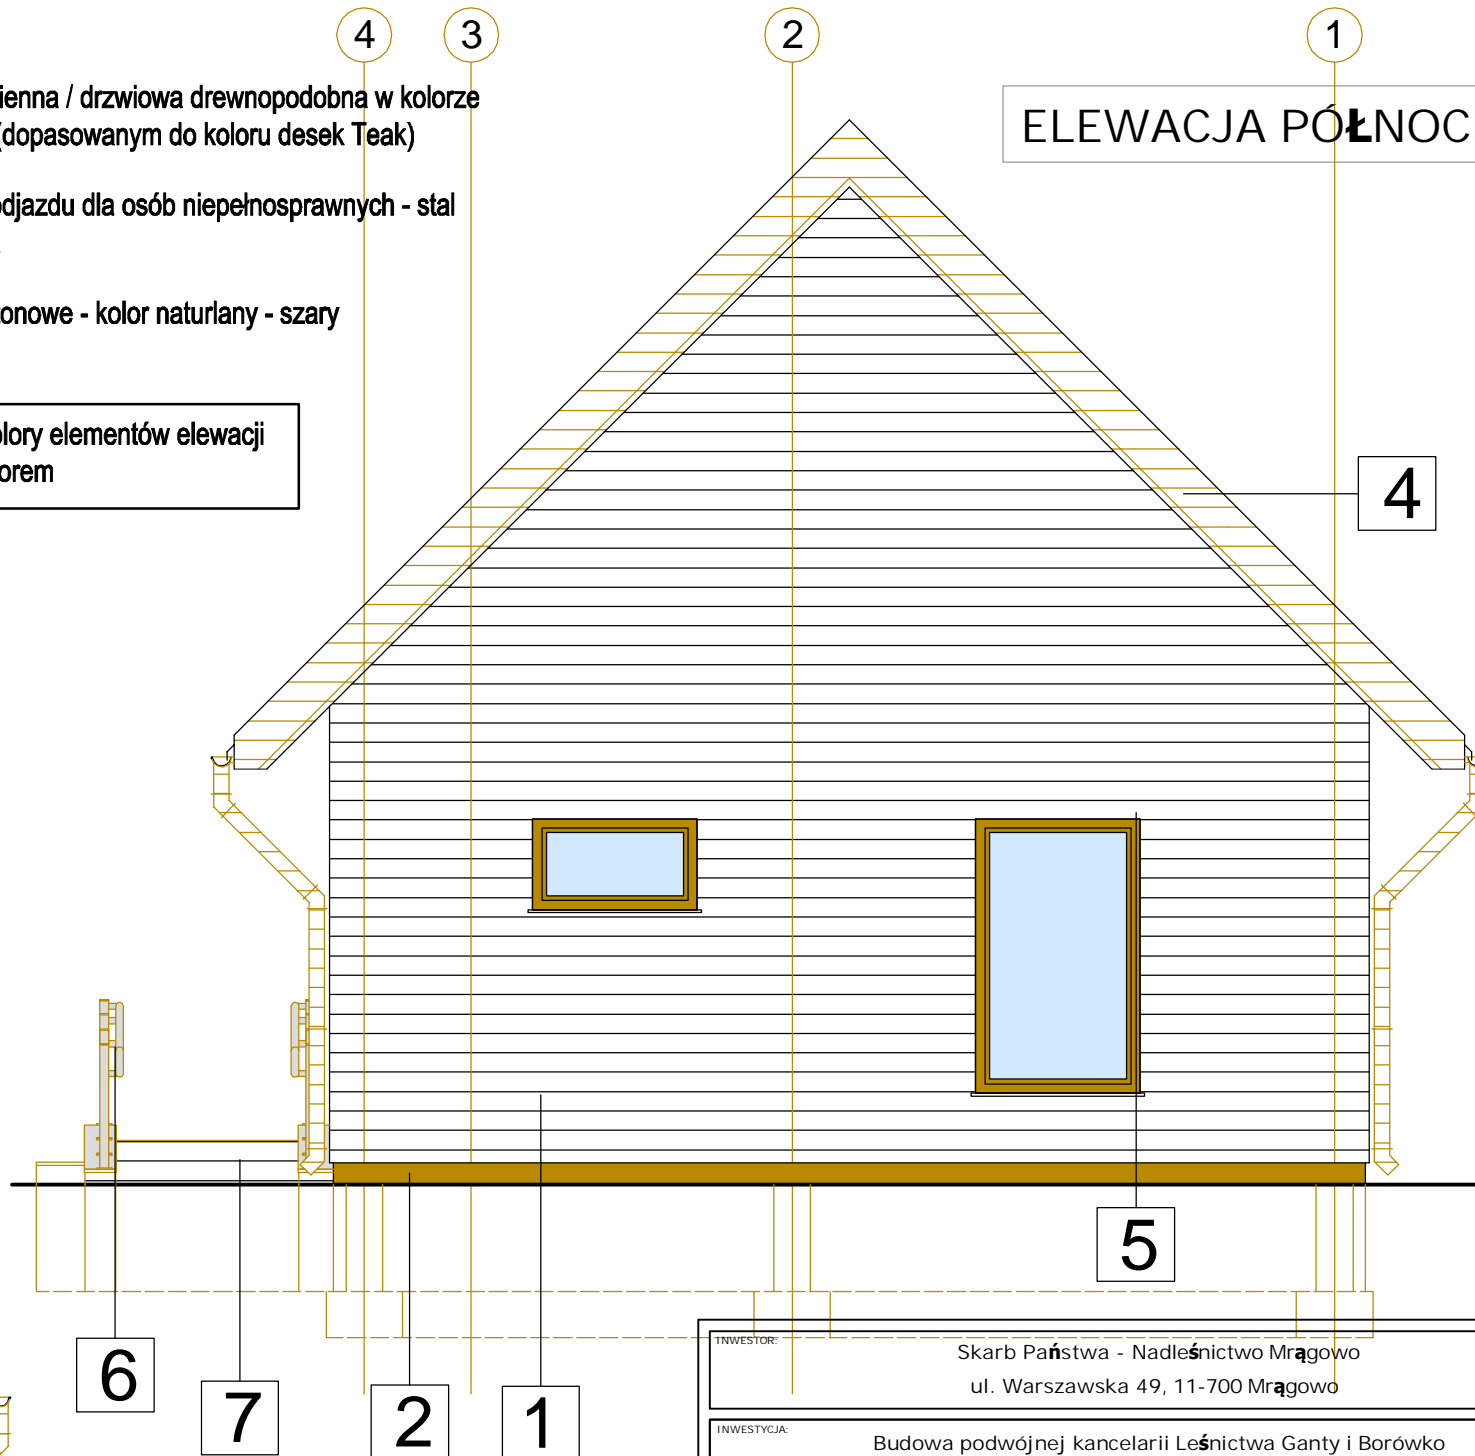 4 3 2 1
ienna / drzwiowa drewnopodobna w kolorze
(dopasowanym do koloru desek Teak)
ELEWACJA PÓŁNOC
odjazdu dla osób niepełnosprawnych - stal
tonowe - kolor naturlany - szary
olory elementów elewacji
orem
4
5
6
7
2
1
INWESTOR:
Skarb Państwa - Nadleśnictwo Mrągowo
ul. Warszawska 49, 11-700 Mrągowo
INWESTYCJA:
Budowa podwójnej kancelarii Leśnictwa Ganty i Borówko